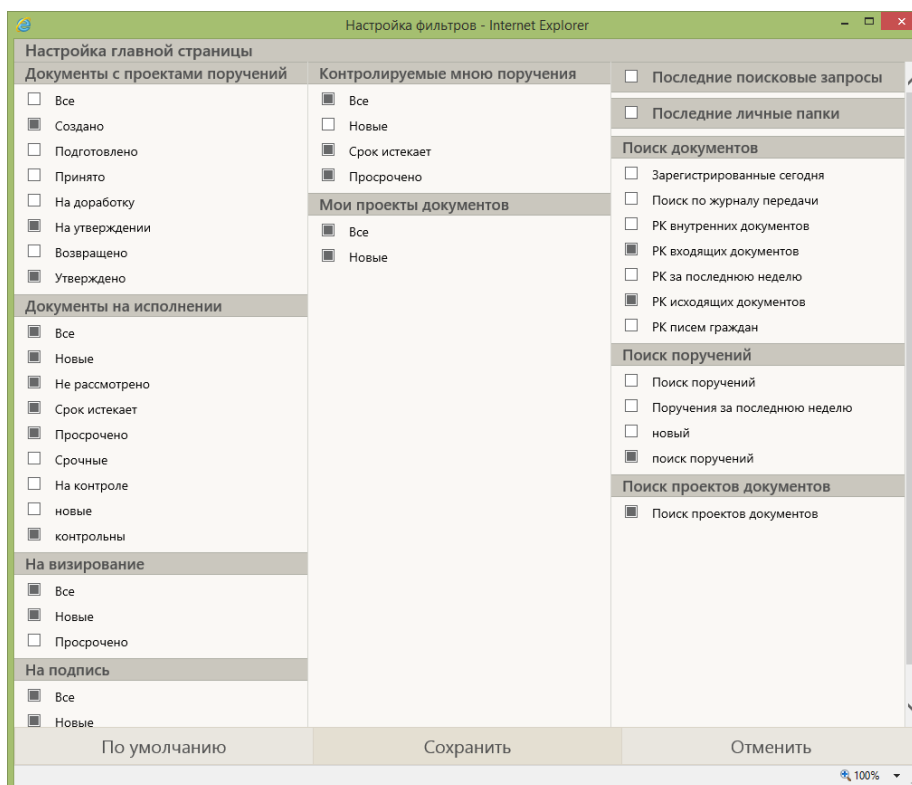 Настройка фильтров - Internet Explorer
Настройка главной страницы
Документы с проектами поручений
Все
Создано
Подготовлено
Принято
На доработку
На утверждении
Возвращено
Утверждено
Документы на исполнении
Все
Новые
Не рассмотрено
Срок истекает
Просрочено
Срочные
На контроле
новые
контрольны
На визирование
Все
Новые
Просрочено
На подпись
Все
Новые
Контролируемые мною поручения
Все
Новые
Срок истекает
Просрочено
Мои проекты документов
Все
Новые
Последние поисковые запросы
Последние личные папки
Поиск документов
Зарегистрированные сегодня
Поиск по журналу передачи
РК внутренних документов
РК входящих документов
РК за последнюю неделю
РК исходящих документов
РК писем граждан
Поиск поручений
Поиск поручений
Поручения за последнюю неделю
новый
поиск поручений
Поиск проектов документов
Поиск проектов документов
По умолчанию
Сохранить
Отменить
100%